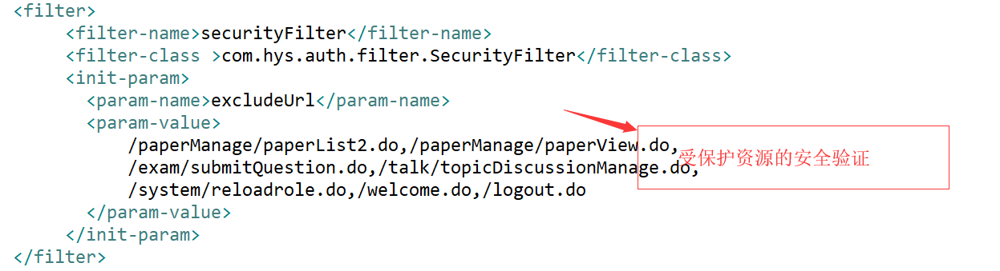 <filter>
<filter-name>securityFilter</filter-name>
<filter-class >com.hys.auth.filter.SecurityFilter</filter-class>
<init-param>
<param-name>excludeUrl</param-name>
<param-value>
/paperManage/paperList2.do,/paperManage/paperView.do,
/exam/submitQuestion.do,/talk/topicDiscussionManage.do,
/system/reloadrole.do,/welcome.do,/logout.do
</param-value>
</init-param>
</filter>
受保护资源的安全验证